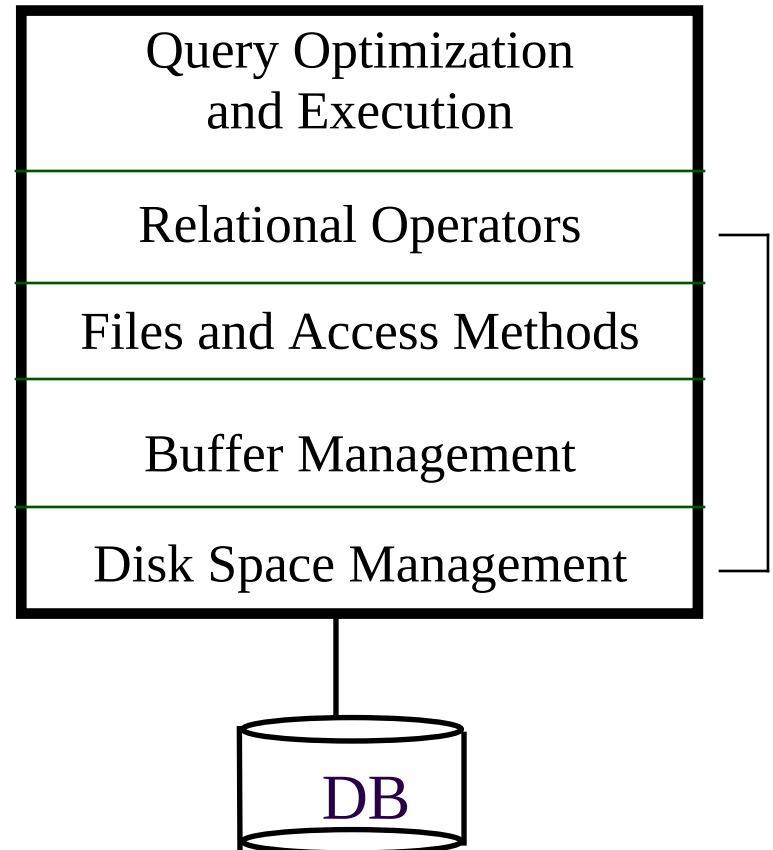 Query Optimization
and Execution
Relational Operators
Files and Access Methods
Buffer Management
Disk Space Management
DB